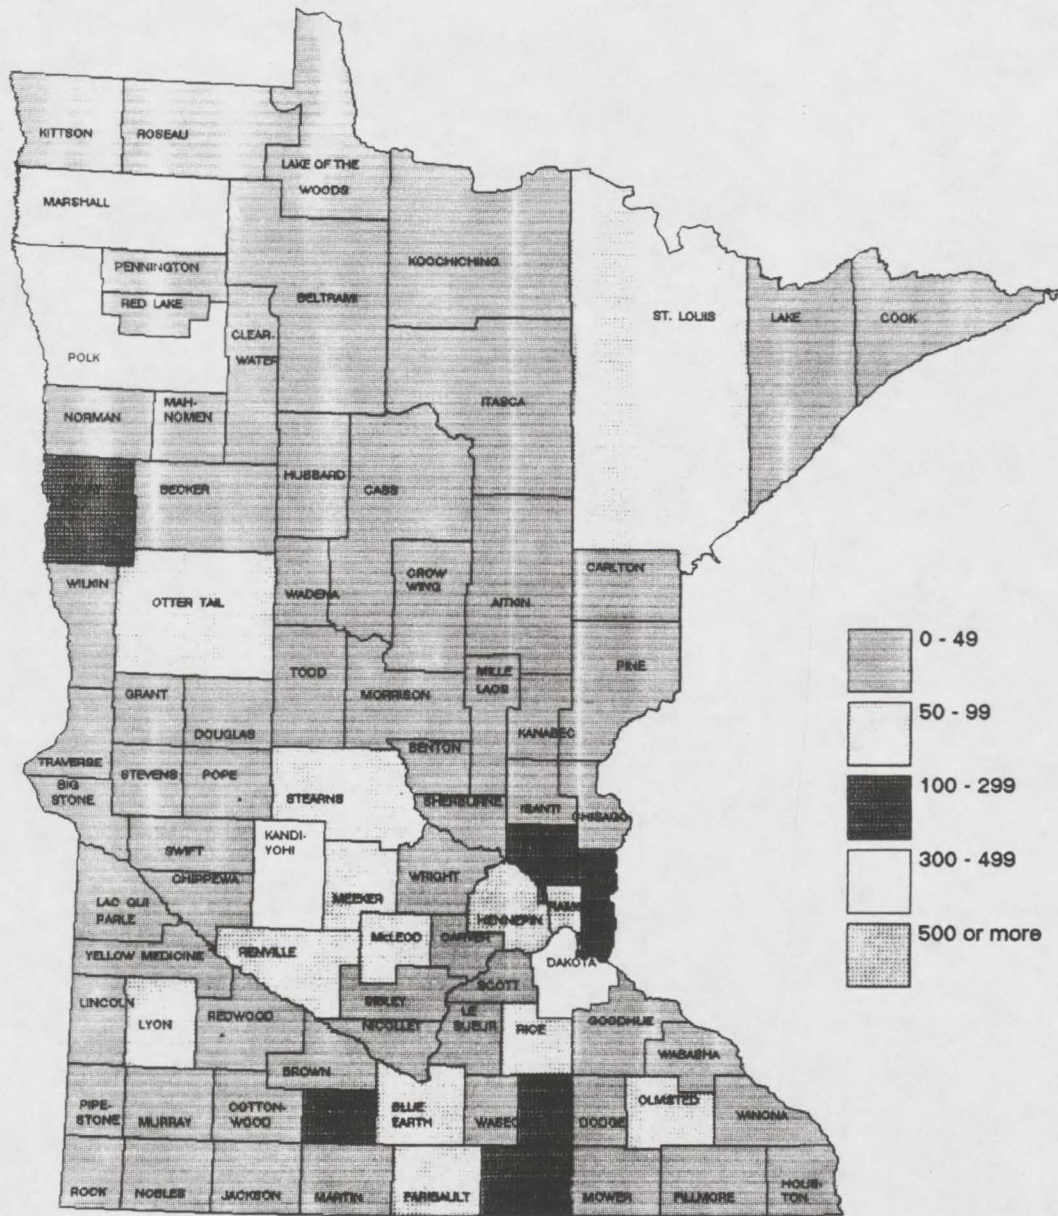 KITTSON
ROSEAU
LAKE OF THE
WOODS
MARSHALL
KOOCHICHING
PENNINGTON
BELTRAMI
RED LAKE
ST. LOUIS
LAKE
COOK
CLEAR-
WATER
POLK
ITASCA
NORMAN
MAH-
NOMEN
HUBBARD
CASS
BECKER
WILKIN
OTTER TAIL
WADENA
CROW
WING
AITKIN
CARLTON
0 - 49
PINE
TODD
MILLE
LACS
GRANT
MORRISON
50 - 99
DOUGLAS
KANABEC
BENTON
TRAVERSE
STEVENS
POPE
BIG
STONE
STEARNS
SHERBURNE
ISANTI
CHISAGO
100 - 299
KANDI-
YOHI
SWIFT
CHIPPEWA
WRIGHT
MEEKER
300 - 499
LAC QUI
PARLE
HENNEPIN
McLEOD
CARVER
500 or more
RENVILLE
YELLOW MEDICINE
DAKOTA
SCOTT
SIBLEY
LINCOLN
LYON
REDWOOD
NICOLLET
LE
SUEUR
RICE
GOODHUE
WABASHA
BROWN
PIPE-
STONE
MURRAY
COTTON-
WOOD
BLUE
EARTH
WASEC
DODGE
OLMSTED
WINONA
ROCK
NOBLES
JACKSON
MARTIN
FARIBAULT
MOWER
FILLMORE
HOUS-
TON